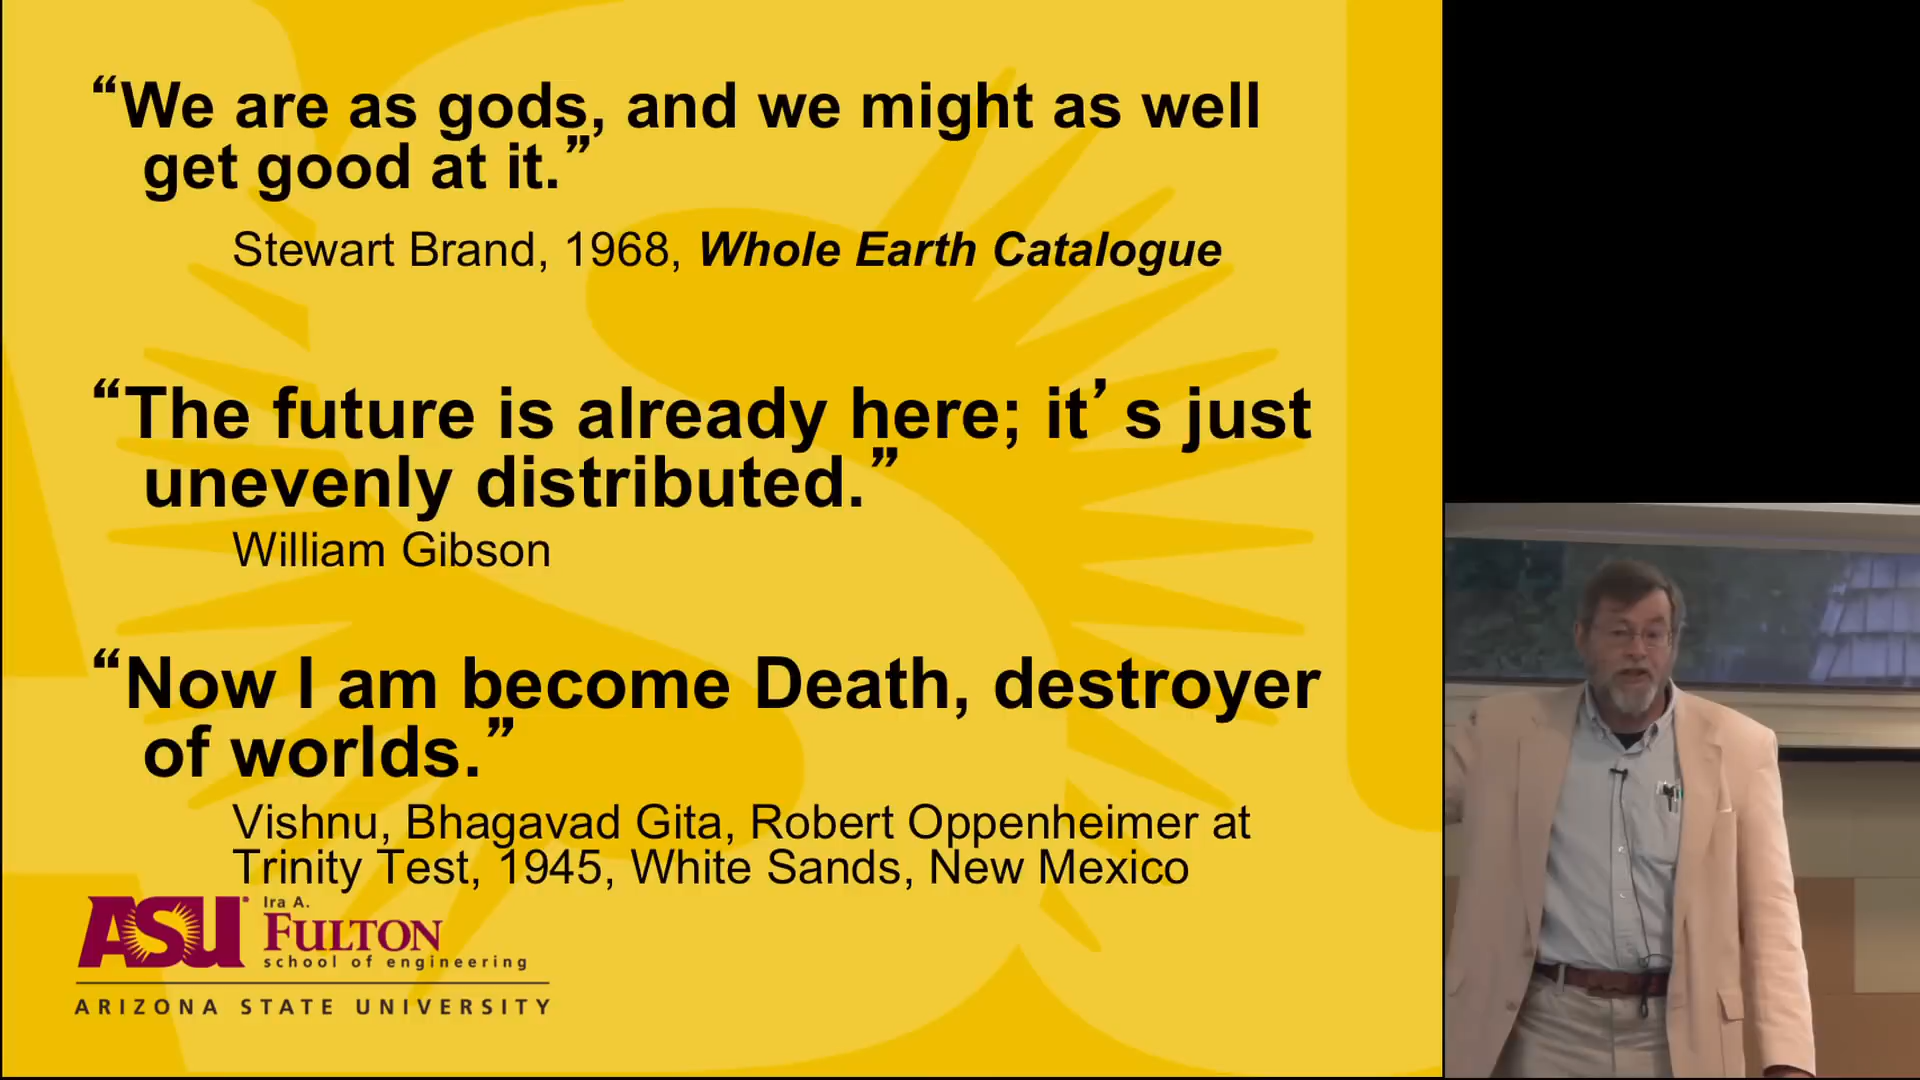 “We are as gods, and we might as well
get good at it.”
Stewart Brand, 1968, Whole Earth Catalogue
“The future is already here; it’s just
unevenly distributed.”
William Gibson
“Now I am become Death, destroyer
of worlds.”
Vishnu, Bhagavad Gita, Robert Oppenheimer at
Trinity Test, 1945, White Sands, New Mexico
ASU
Ira A.
FULTON
school of engineering
ARIZONA STATE UNIVERSITY